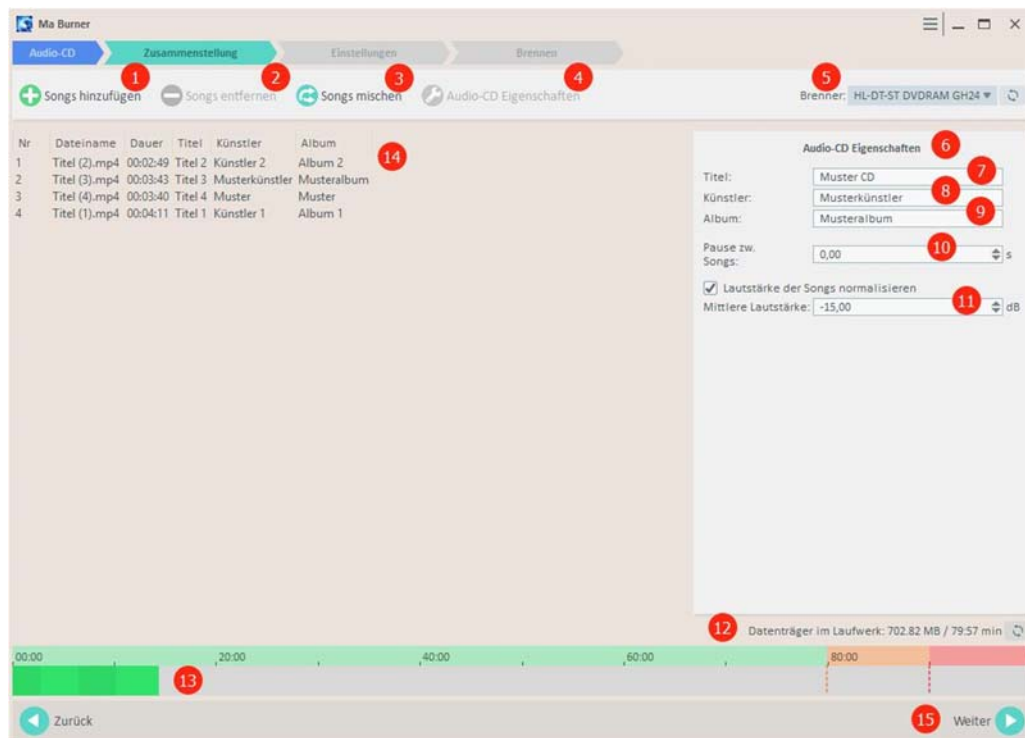 Ma Burner
Audio-CD Zusammenstellung Einstellungen Brennen
1 2 3 4 5
Songs hinzufügen Songs entfernen Songs mischen Audio-CD Eigenschaften Brenner: HL-DT-ST DVDRAM GH24
Nr Dateiname Dauer Titel Künstler Album
1 Titel (2).mp4 00:02:49 Titel 2 Künstler 2 Album 2
2 Titel (3).mp4 00:03:43 Titel 3 Musterkünstler Musteralbum
3 Titel (4).mp4 00:03:40 Titel 4 Muster Muster
4 Titel (1).mp4 00:04:11 Titel 1 Künstler 1 Album 1
14
Audio-CD Eigenschaften 6
Titel: Muster CD 7
Künstler: Musterkünstler 8
Album: Musteralbum 9
Pause zw. Songs: 0,00 10 s
Lautstärke der Songs normalisieren
Mittlere Lautstärke: -15,00 11 dB
12 Datenträger im Laufwerk: 702.82 MB / 79:57 min
00:00 20:00 40:00 60:00 80:00
13
Zurück 15 Weiter